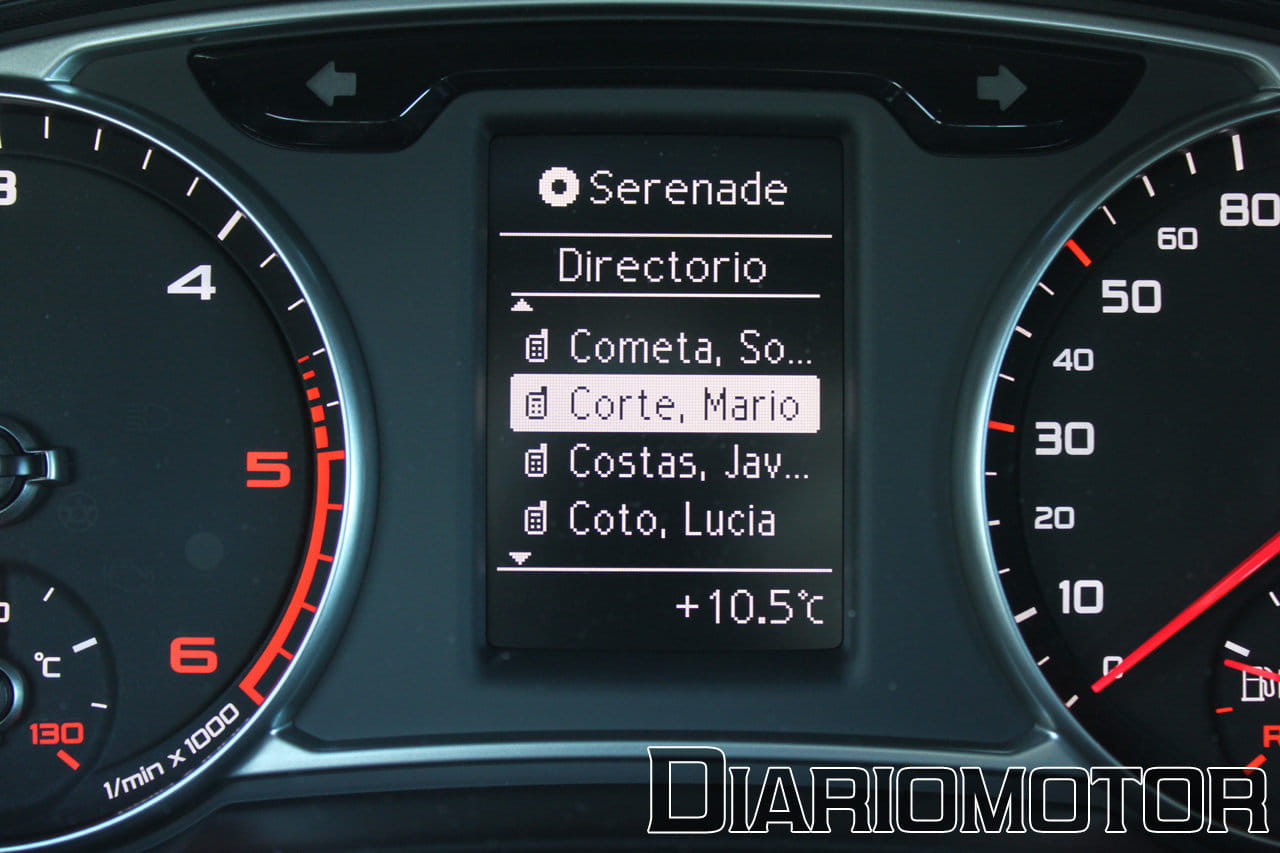 Serenade
Directorio
Cometa, So...
Corte, Mario
Costas, Jav...
Coto, Lucia
+10.5°C
3
4
5
6
1/min x 1000
°C
130
80
60
50
40
30
20
10
0
R
DIARIOMOTOR